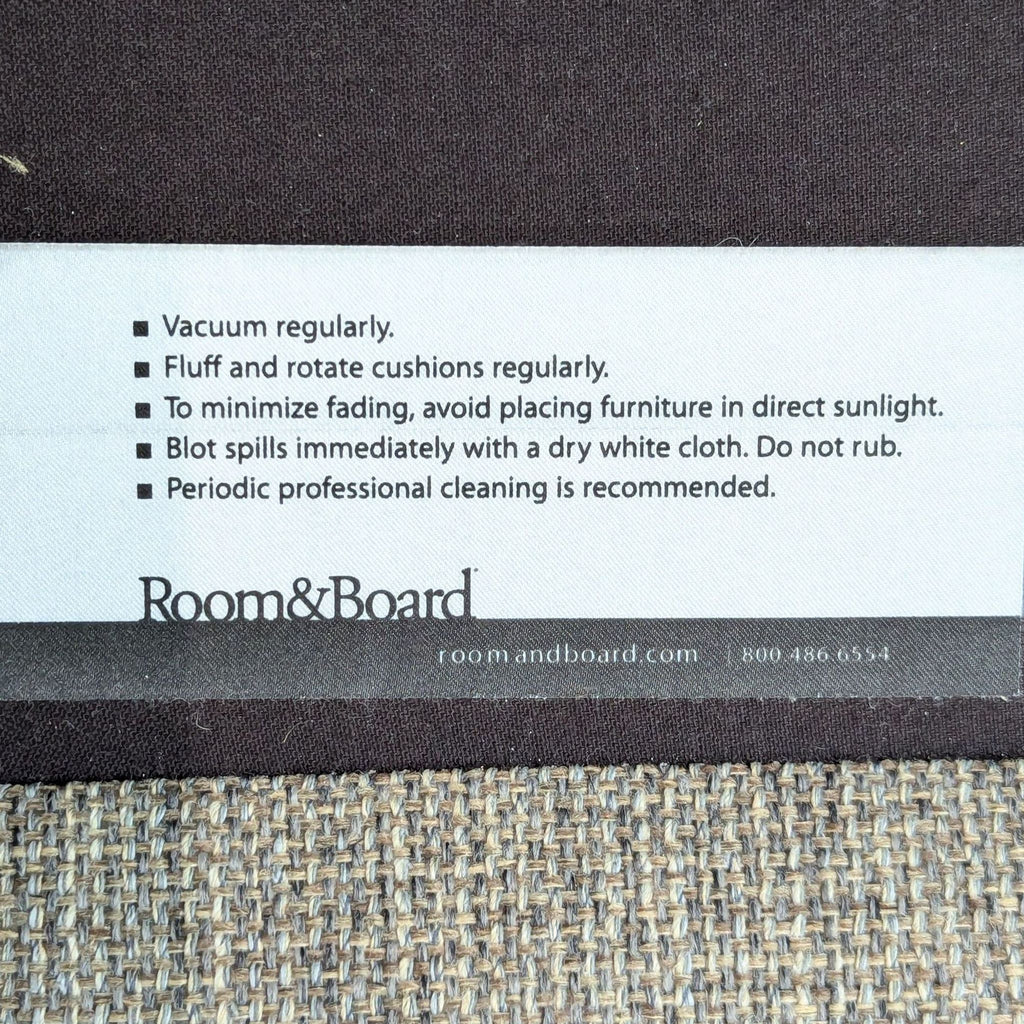 ■ Vacuum regularly.
■ Fluff and rotate cushions regularly.
■ To minimize fading, avoid placing furniture in direct sunlight.
■ Blot spills immediately with a dry white cloth. Do not rub.
■ Periodic professional cleaning is recommended.
Room&Board
roomandboard.com | 800.486.6554